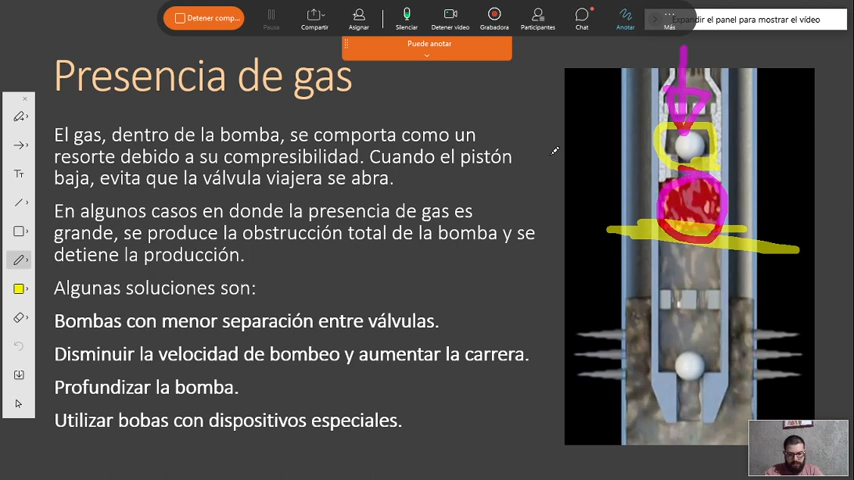 Detener comp...
Pausa
Compartir
Asignar
Silenciar
Detener vídeo
Grabadora
Participantes
Chat
Anotar
Más
Expandir el panel para mostrar el vídeo
Puede anotar
Presencia de gas
El gas, dentro de la bomba, se comporta como un
resorte debido a su compresibilidad. Cuando el pistón
baja, evita que la válvula viajera se abra.
En algunos casos en donde la presencia de gas es
grande, se produce la obstrucción total de la bomba y se
detiene la producción.
Algunas soluciones son:
Bombas con menor separación entre válvulas.
Disminuir la velocidad de bombeo y aumentar la carrera.
Profundizar la bomba.
Utilizar bobas con dispositivos especiales.